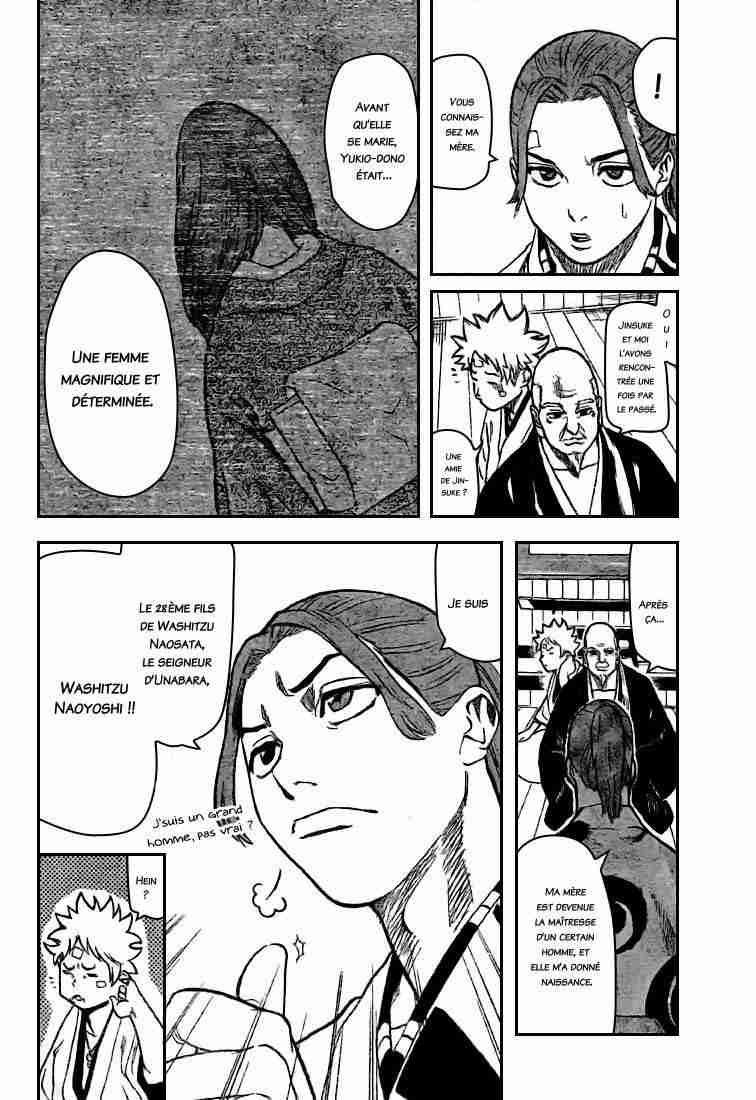 !
Vous
connais-
sez ma
mère.
Oui
Jinsuke
et moi
l'avons
rencon-
trée une
fois par
le passé.
Une
amie
de Jin-
suke ?
Avant
qu'elle
se marie,
Yukio-dono
était...
Une femme
magnifique et
déterminée.
Après
ça...
Ma mère
est devenue
la maîtresse
d'un certain
homme, et
elle m'a donné
naissance.
Je suis
Le 28ème fils
de Washitzu
Naosata,
le seigneur
d'Unabara,
Washitzu
Naoyoshi !!
J'suis un grand
homme, pas vrai ?
Hein
?